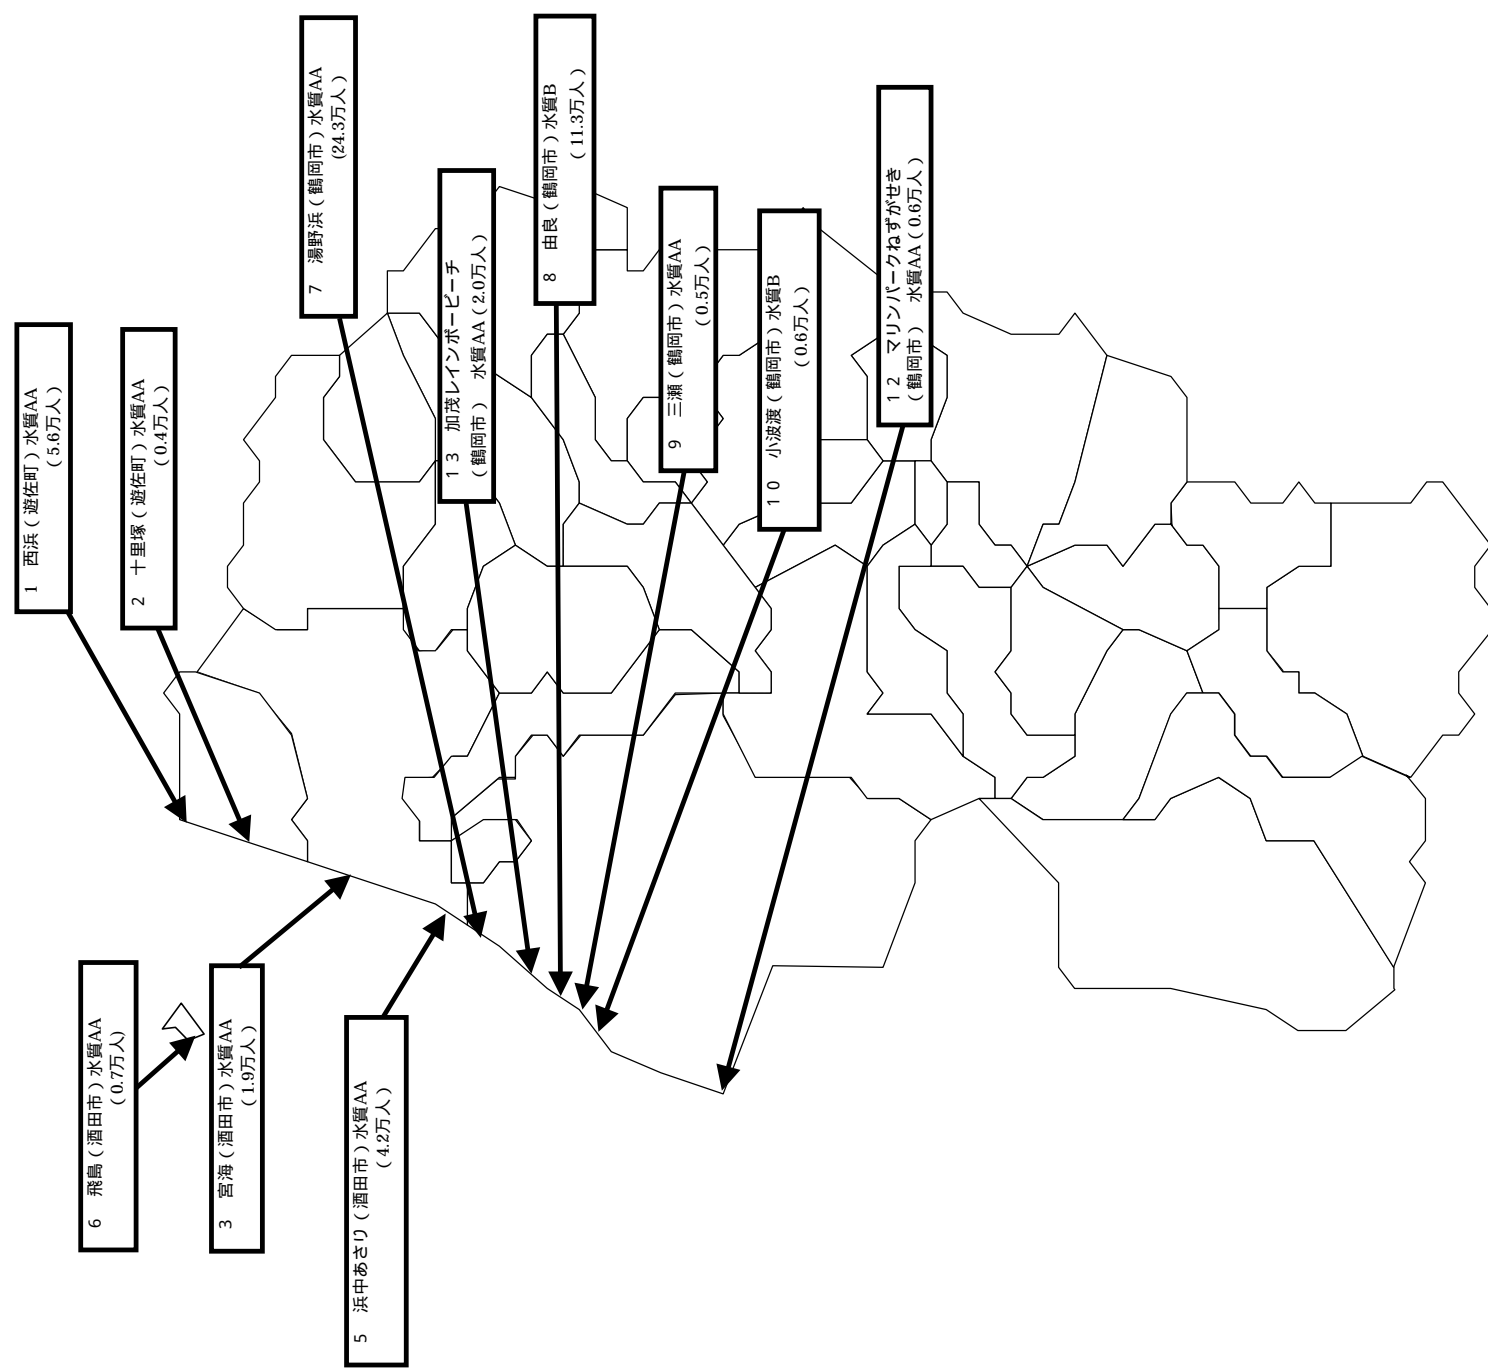 1　西浜（遊佐町）水質AA
（5.6万人）
2　十里塚（遊佐町）水質AA
（0.4万人）
7　湯野浜（鶴岡市）水質AA
(24.3万人）
13　加茂レインボービーチ
（鶴岡市）　水質AA（2.0万人）
8　由良（鶴岡市）水質B
（11.3万人）
9　三瀬（鶴岡市）水質AA
（0.5万人）
10　小波渡（鶴岡市）水質B
（0.6万人）
12　マリンパークねずがせき
（鶴岡市）　水質AA（0.6万人）
6　飛島（酒田市）水質AA
（0.7万人)
3　宮海（酒田市）水質AA
（1.9万人）
5　浜中あさり（酒田市）水質AA
（4.2万人）